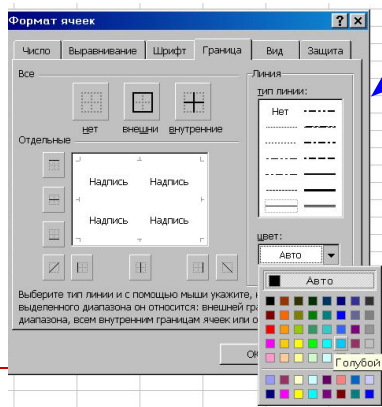 Формат ячеек
Число Выравнивание Шрифт Граница Вид Защита
Все
нет внешни внутренние
Отдельные
Надпись Надпись
Надпись Надпись
Линия
тип линии:
Нет
цвет:
Авто
Авто
Голубой
Выберите тип линии и с помощью мыши укажите,
выделенного диапазона он относится: внешней гра
диапазона, всем внутренним границам ячеек или о
ОК